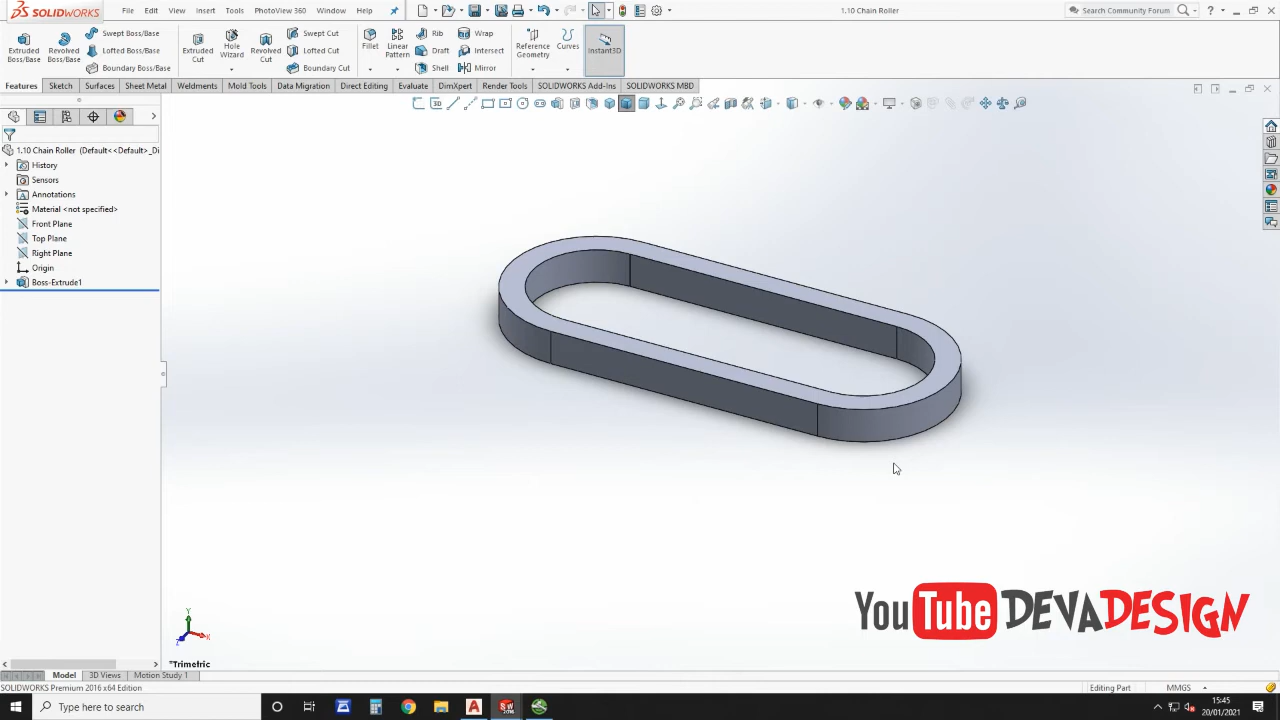 SOLIDWORKS
File
Edit
View
Insert
Tools
PhotoView 360
Window
Help
1.10 Chain Roller
Search Community Forum
Extruded Boss/Base
Revolved Boss/Base
Swept Boss/Base
Lofted Boss/Base
Boundary Boss/Base
Extruded Cut
Hole Wizard
Revolved Cut
Swept Cut
Lofted Cut
Boundary Cut
Fillet
Linear Pattern
Rib
Draft
Shell
Wrap
Intersect
Mirror
Reference Geometry
Curves
Instant3D
Features
Sketch
Surfaces
Sheet Metal
Weldments
Mold Tools
Data Migration
Direct Editing
Evaluate
DimXpert
Render Tools
SOLIDWORKS Add-Ins
SOLIDWORKS MBD
1.10 Chain Roller (Default<<Default>_Di
History
Sensors
Annotations
Material <not specified>
Front Plane
Top Plane
Right Plane
Origin
Boss-Extrude1
YouTube DEVADESIGN
Y
X
Z
*Trimetric
Model
3D Views
Motion Study 1
SOLIDWORKS Premium 2016 x64 Edition
Editing Part
MMGS
Type here to search
15:45
20/01/2021